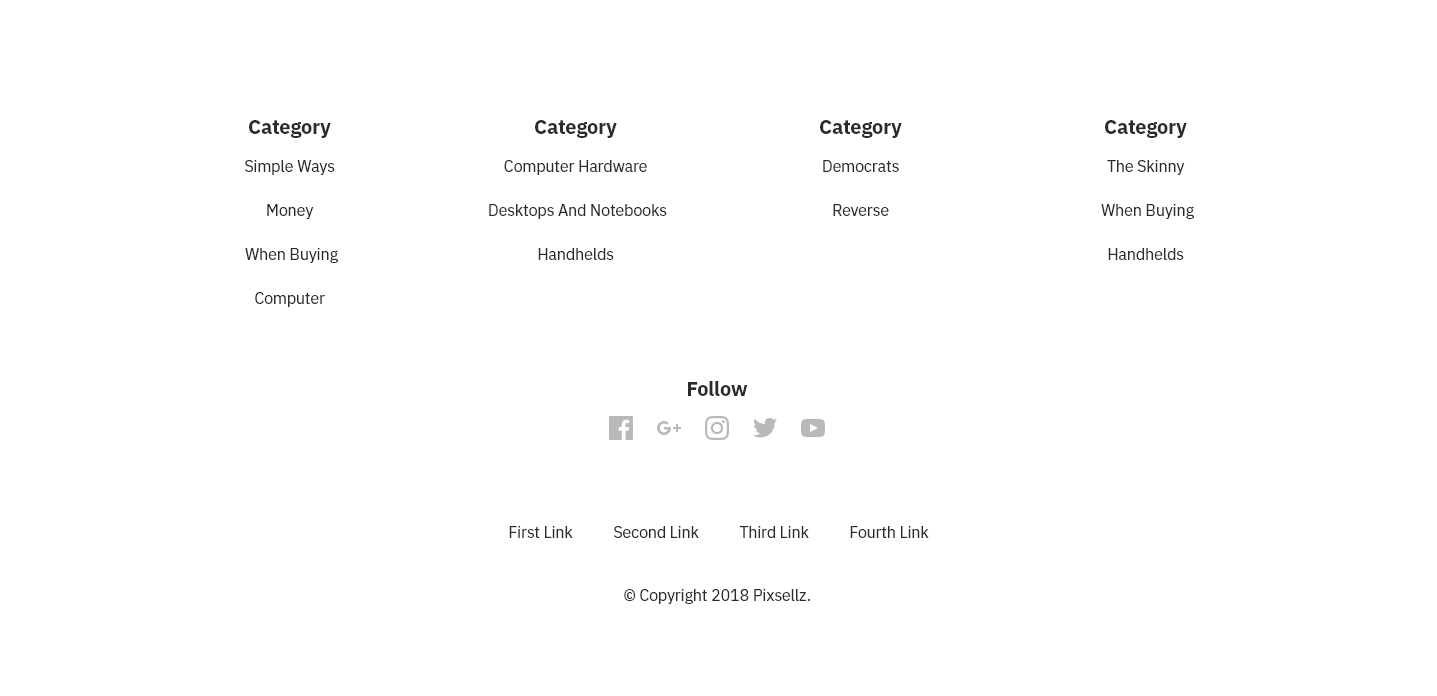 Category
Simple Ways
Money
When Buying
Computer
Category
Computer Hardware
Desktops And Notebooks
Handhelds
Category
Democrats
Reverse
Category
The Skinny
When Buying
Handhelds
Follow
First Link
Second Link
Third Link
Fourth Link
© Copyright 2018 Pixsellz.